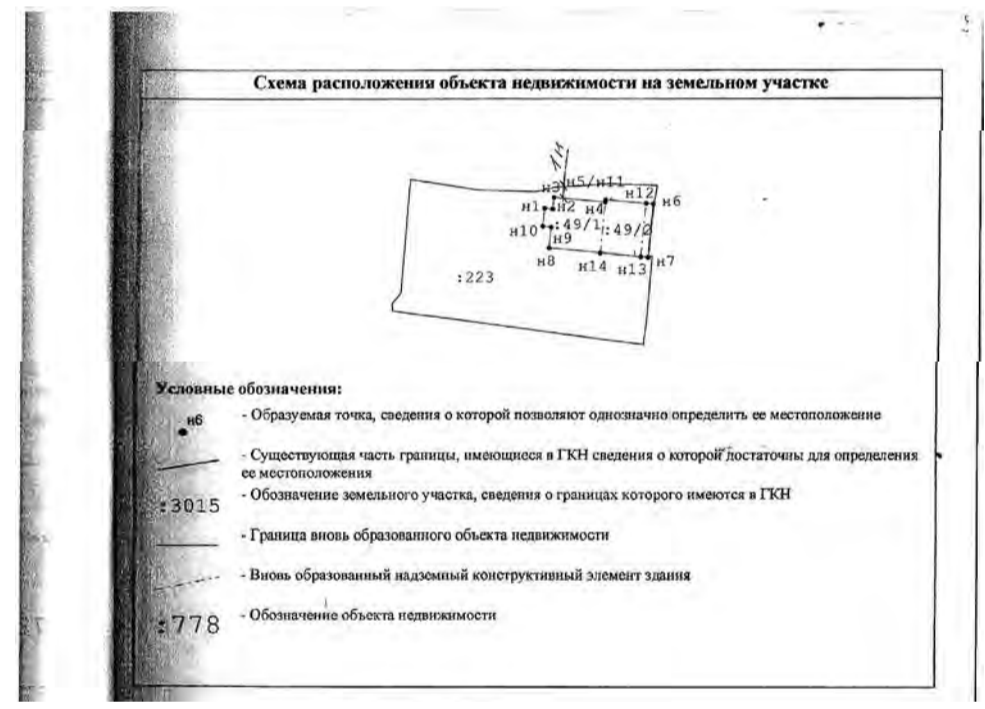 Схема расположения объекта недвижимости на земельном участке
1Н
н3 н5/н11
н12
н1 н2 н4 н6
н10 :49/1 :49/2
н9
н8 н14 н13 н7
:223
Условные обозначения:
н6 - Образуемая точка, сведения о которой позволяют однозначно определить ее местоположение
- Существующая часть границы, имеющиеся в ГКН сведения о которой достаточны для определения
ее местоположения
:3015 - Обозначение земельного участка, сведения о границах которого имеются в ГКН
- Граница вновь образованного объекта недвижимости
- Вновь образованный надземный конструктивный элемент здания
:778 - Обозначение объекта недвижимости